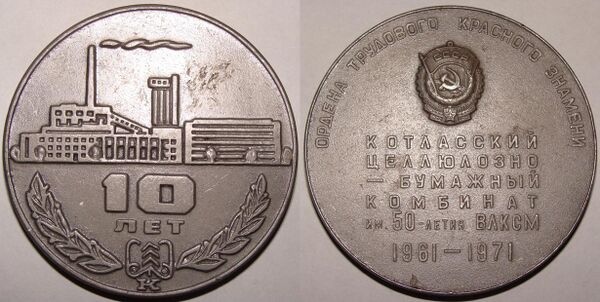 10
ЛЕТ
К
ОРДЕНА ТРУДОВОГО КРАСНОГО ЗНАМЕНИ
КОТЛАССКИЙ
ЦЕЛЛЮЛОЗНО
—БУМАЖНЫЙ
КОМБИНАТ
ИМ. 50-ЛЕТИЯ ВЛКСМ
1961—1971